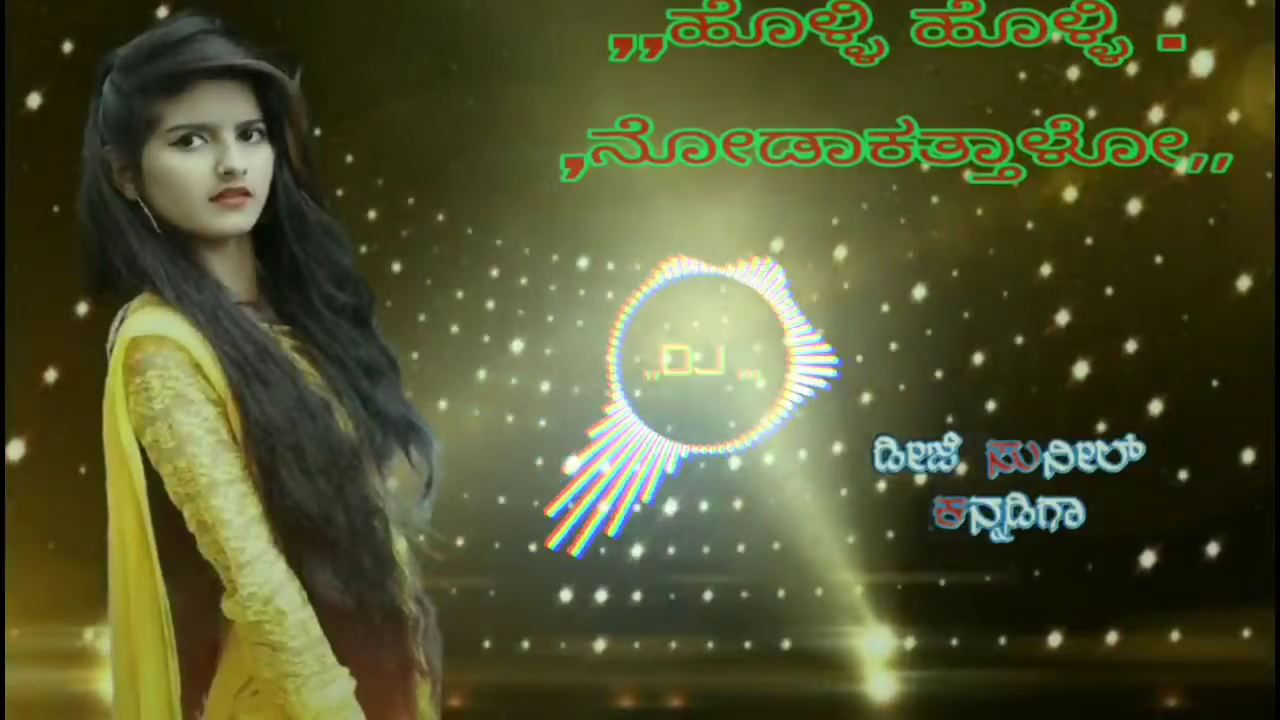 ,,ಹೊಳ್ಳಿ ಹೊಳ್ಳಿ .
,ನೋಡಾಕತ್ತಾಳೋ,..
,,DJ ,,,
ಡೀಜೆ ಸುನೀಲ್
ಕನ್ನಡಿಗಾ